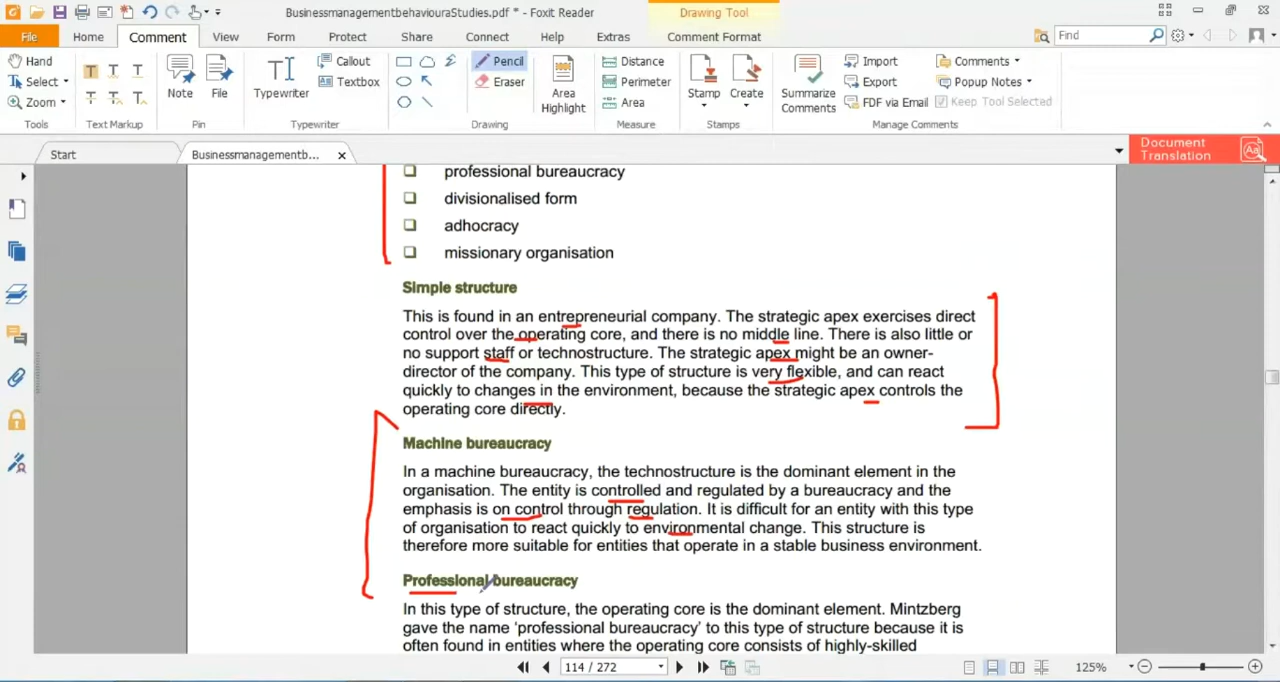 BusinessmanagementbehaviouraStudies.pdf * - Foxit Reader
Drawing Tool
File Home Comment View Form Protect Share Connect Help Extras Comment Format
Find
Hand
Select
Zoom
Tools
T T T
T T T
Text Markup
Note
File
Pin
Typewriter
Callout
Textbox
Typewriter
Pencil
Eraser
Drawing
Area
Highlight
Distance
Perimeter
Area
Measure
Stamp
Create
Stamps
Summarize
Comments
Import
Export
FDF via Email
Comments
Popup Notes
Keep Tool Selected
Manage Comments
Start
Businessmanagementb...
Document
Translation
professional bureaucracy
divisionalised form
adhocracy
missionary organisation
Simple structure
This is found in an entrepreneurial company. The strategic apex exercises direct
control over the operating core, and there is no middle line. There is also little or
no support staff or technostructure. The strategic apex might be an owner-
director of the company. This type of structure is very flexible, and can react
quickly to changes in the environment, because the strategic apex controls the
operating core directly.
Machine bureaucracy
In a machine bureaucracy, the technostructure is the dominant element in the
organisation. The entity is controlled and regulated by a bureaucracy and the
emphasis is on control through regulation. It is difficult for an entity with this type
of organisation to react quickly to environmental change. This structure is
therefore more suitable for entities that operate in a stable business environment.
Professional bureaucracy
In this type of structure, the operating core is the dominant element. Mintzberg
gave the name ‘professional bureaucracy’ to this type of structure because it is
often found in entities where the operating core consists of highly-skilled
114 / 272
125%